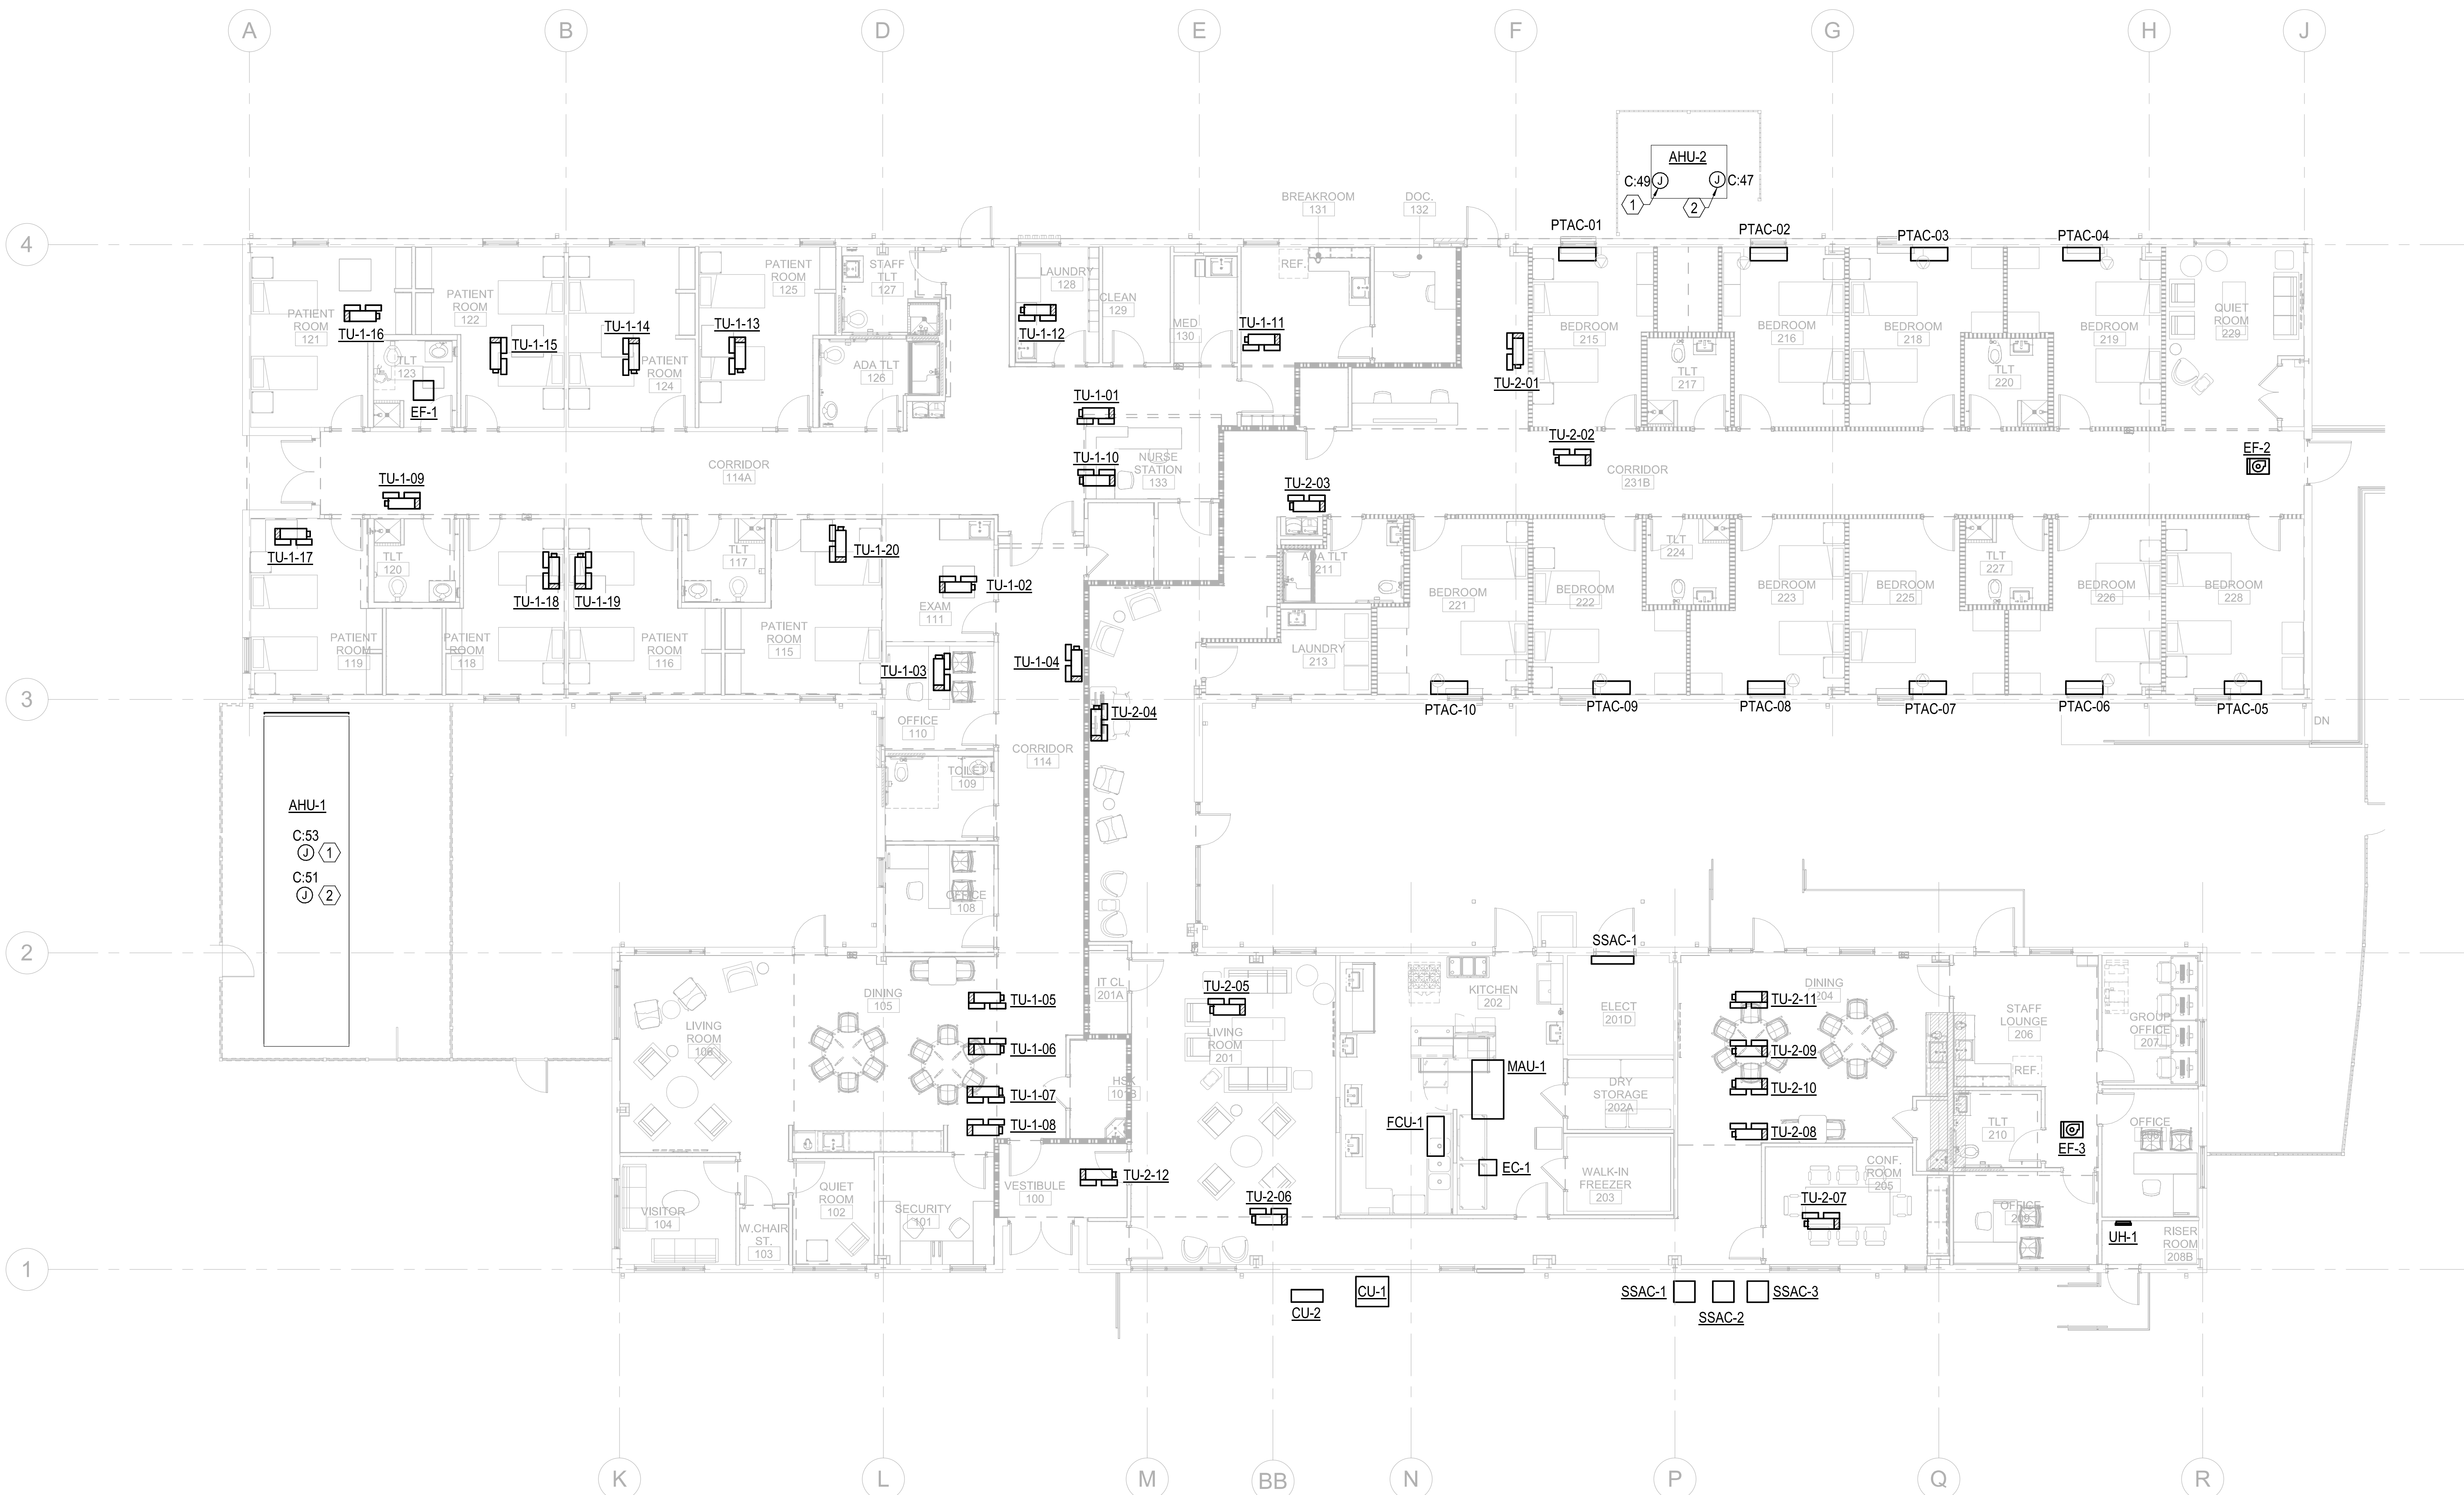 A
B
D
E
F
G
H
J
4
AHU-2
C:49
J
J
C:47
1
2
BREAKROOM
131
DOC.
132
PTAC-01
PTAC-02
PTAC-03
PTAC-04
PATIENT
ROOM
121
TU-1-16
PATIENT
ROOM
122
TU-1-15
TLT
123
EF-1
TU-1-14
PATIENT
ROOM
124
TU-1-13
PATIENT
ROOM
125
STAFF
TLT
127
ADA TLT
126
LAUNDRY
128
TU-1-12
CLEAN
129
MED
130
TU-1-11
REF.
TU-2-01
BEDROOM
215
BEDROOM
216
TLT
217
BEDROOM
218
BEDROOM
219
TLT
220
QUIET
ROOM
229
TU-1-01
TU-1-10
NURSE
STATION
133
CORRIDOR
114A
TU-1-09
TU-2-02
TU-2-03
CORRIDOR
231B
EF-2
TU-1-17
TLT
120
TU-1-18
TU-1-19
TLT
117
TU-1-20
TU-1-02
EXAM
111
PATIENT
ROOM
119
PATIENT
ROOM
118
PATIENT
ROOM
116
PATIENT
ROOM
115
TU-1-03
TU-1-04
ADA TLT
211
LAUNDRY
213
BEDROOM
221
BEDROOM
222
TLT
224
BEDROOM
223
BEDROOM
225
TLT
227
BEDROOM
226
BEDROOM
228
3
OFFICE
110
TU-2-04
PTAC-10
PTAC-09
PTAC-08
PTAC-07
PTAC-06
PTAC-05
DN
CORRIDOR
114
TOILET
109
AHU-1
C:53
J
1
C:51
J
2
OFFICE
108
2
SSAC-1
LIVING
ROOM
106
DINING
105
TU-1-05
TU-1-06
TU-1-07
TU-1-08
IT CL
201A
HSK
101B
TU-2-05
LIVING
ROOM
201
KITCHEN
202
ELECT
201D
MAU-1
FCU-1
EC-1
DRY
STORAGE
202A
WALK-IN
FREEZER
203
TU-2-11
DINING
204
TU-2-09
TU-2-10
TU-2-08
STAFF
LOUNGE
206
REF.
GROUP
OFFICE
207
TLT
210
EF-3
OFFICE
VISITOR
104
W.CHAIR
ST.
103
QUIET
ROOM
102
SECURITY
101
VESTIBULE
100
TU-2-12
TU-2-06
CONF.
ROOM
205
TU-2-07
OFFICE
209
UH-1
RISER
ROOM
208B
1
CU-2
CU-1
SSAC-1
SSAC-2
SSAC-3
K
L
M
BB
N
P
Q
R